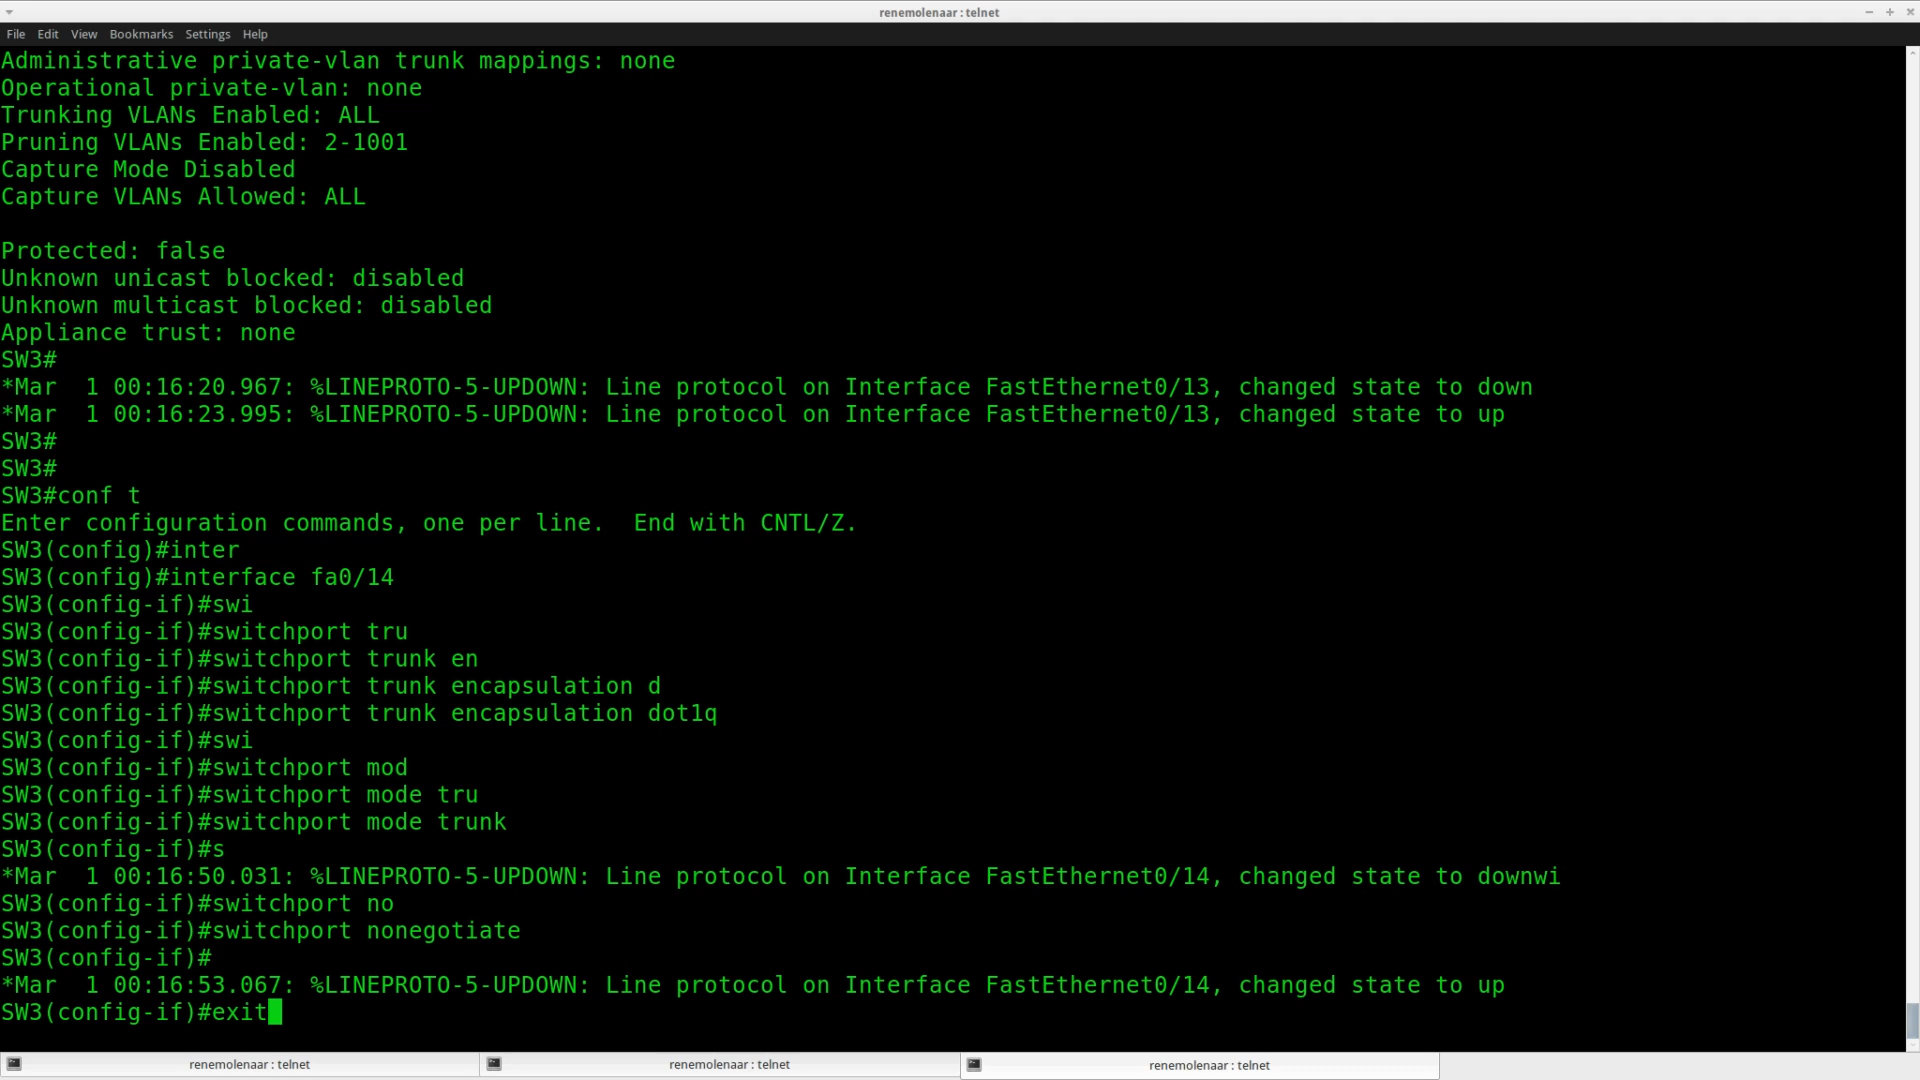 renemolenaar : telnet
File Edit View Bookmarks Settings Help
Administrative private-vlan trunk mappings: none
Operational private-vlan: none
Trunking VLANs Enabled: ALL
Pruning VLANs Enabled: 2-1001
Capture Mode Disabled
Capture VLANs Allowed: ALL
Protected: false
Unknown unicast blocked: disabled
Unknown multicast blocked: disabled
Appliance trust: none
SW3#
*Mar  1 00:16:20.967: %LINEPROTO-5-UPDOWN: Line protocol on Interface FastEthernet0/13, changed state to down
*Mar  1 00:16:23.995: %LINEPROTO-5-UPDOWN: Line protocol on Interface FastEthernet0/13, changed state to up
SW3#
SW3#
SW3#conf t
Enter configuration commands, one per line.  End with CNTL/Z.
SW3(config)#inter
SW3(config)#interface fa0/14
SW3(config-if)#swi
SW3(config-if)#switchport tru
SW3(config-if)#switchport trunk en
SW3(config-if)#switchport trunk encapsulation d
SW3(config-if)#switchport trunk encapsulation dot1q
SW3(config-if)#swi
SW3(config-if)#switchport mod
SW3(config-if)#switchport mode tru
SW3(config-if)#switchport mode trunk
SW3(config-if)#s
*Mar  1 00:16:50.031: %LINEPROTO-5-UPDOWN: Line protocol on Interface FastEthernet0/14, changed state to downwi
SW3(config-if)#switchport no
SW3(config-if)#switchport nonegotiate
SW3(config-if)#
*Mar  1 00:16:53.067: %LINEPROTO-5-UPDOWN: Line protocol on Interface FastEthernet0/14, changed state to up
SW3(config-if)#exit
renemolenaar : telnet renemolenaar : telnet renemolenaar : telnet